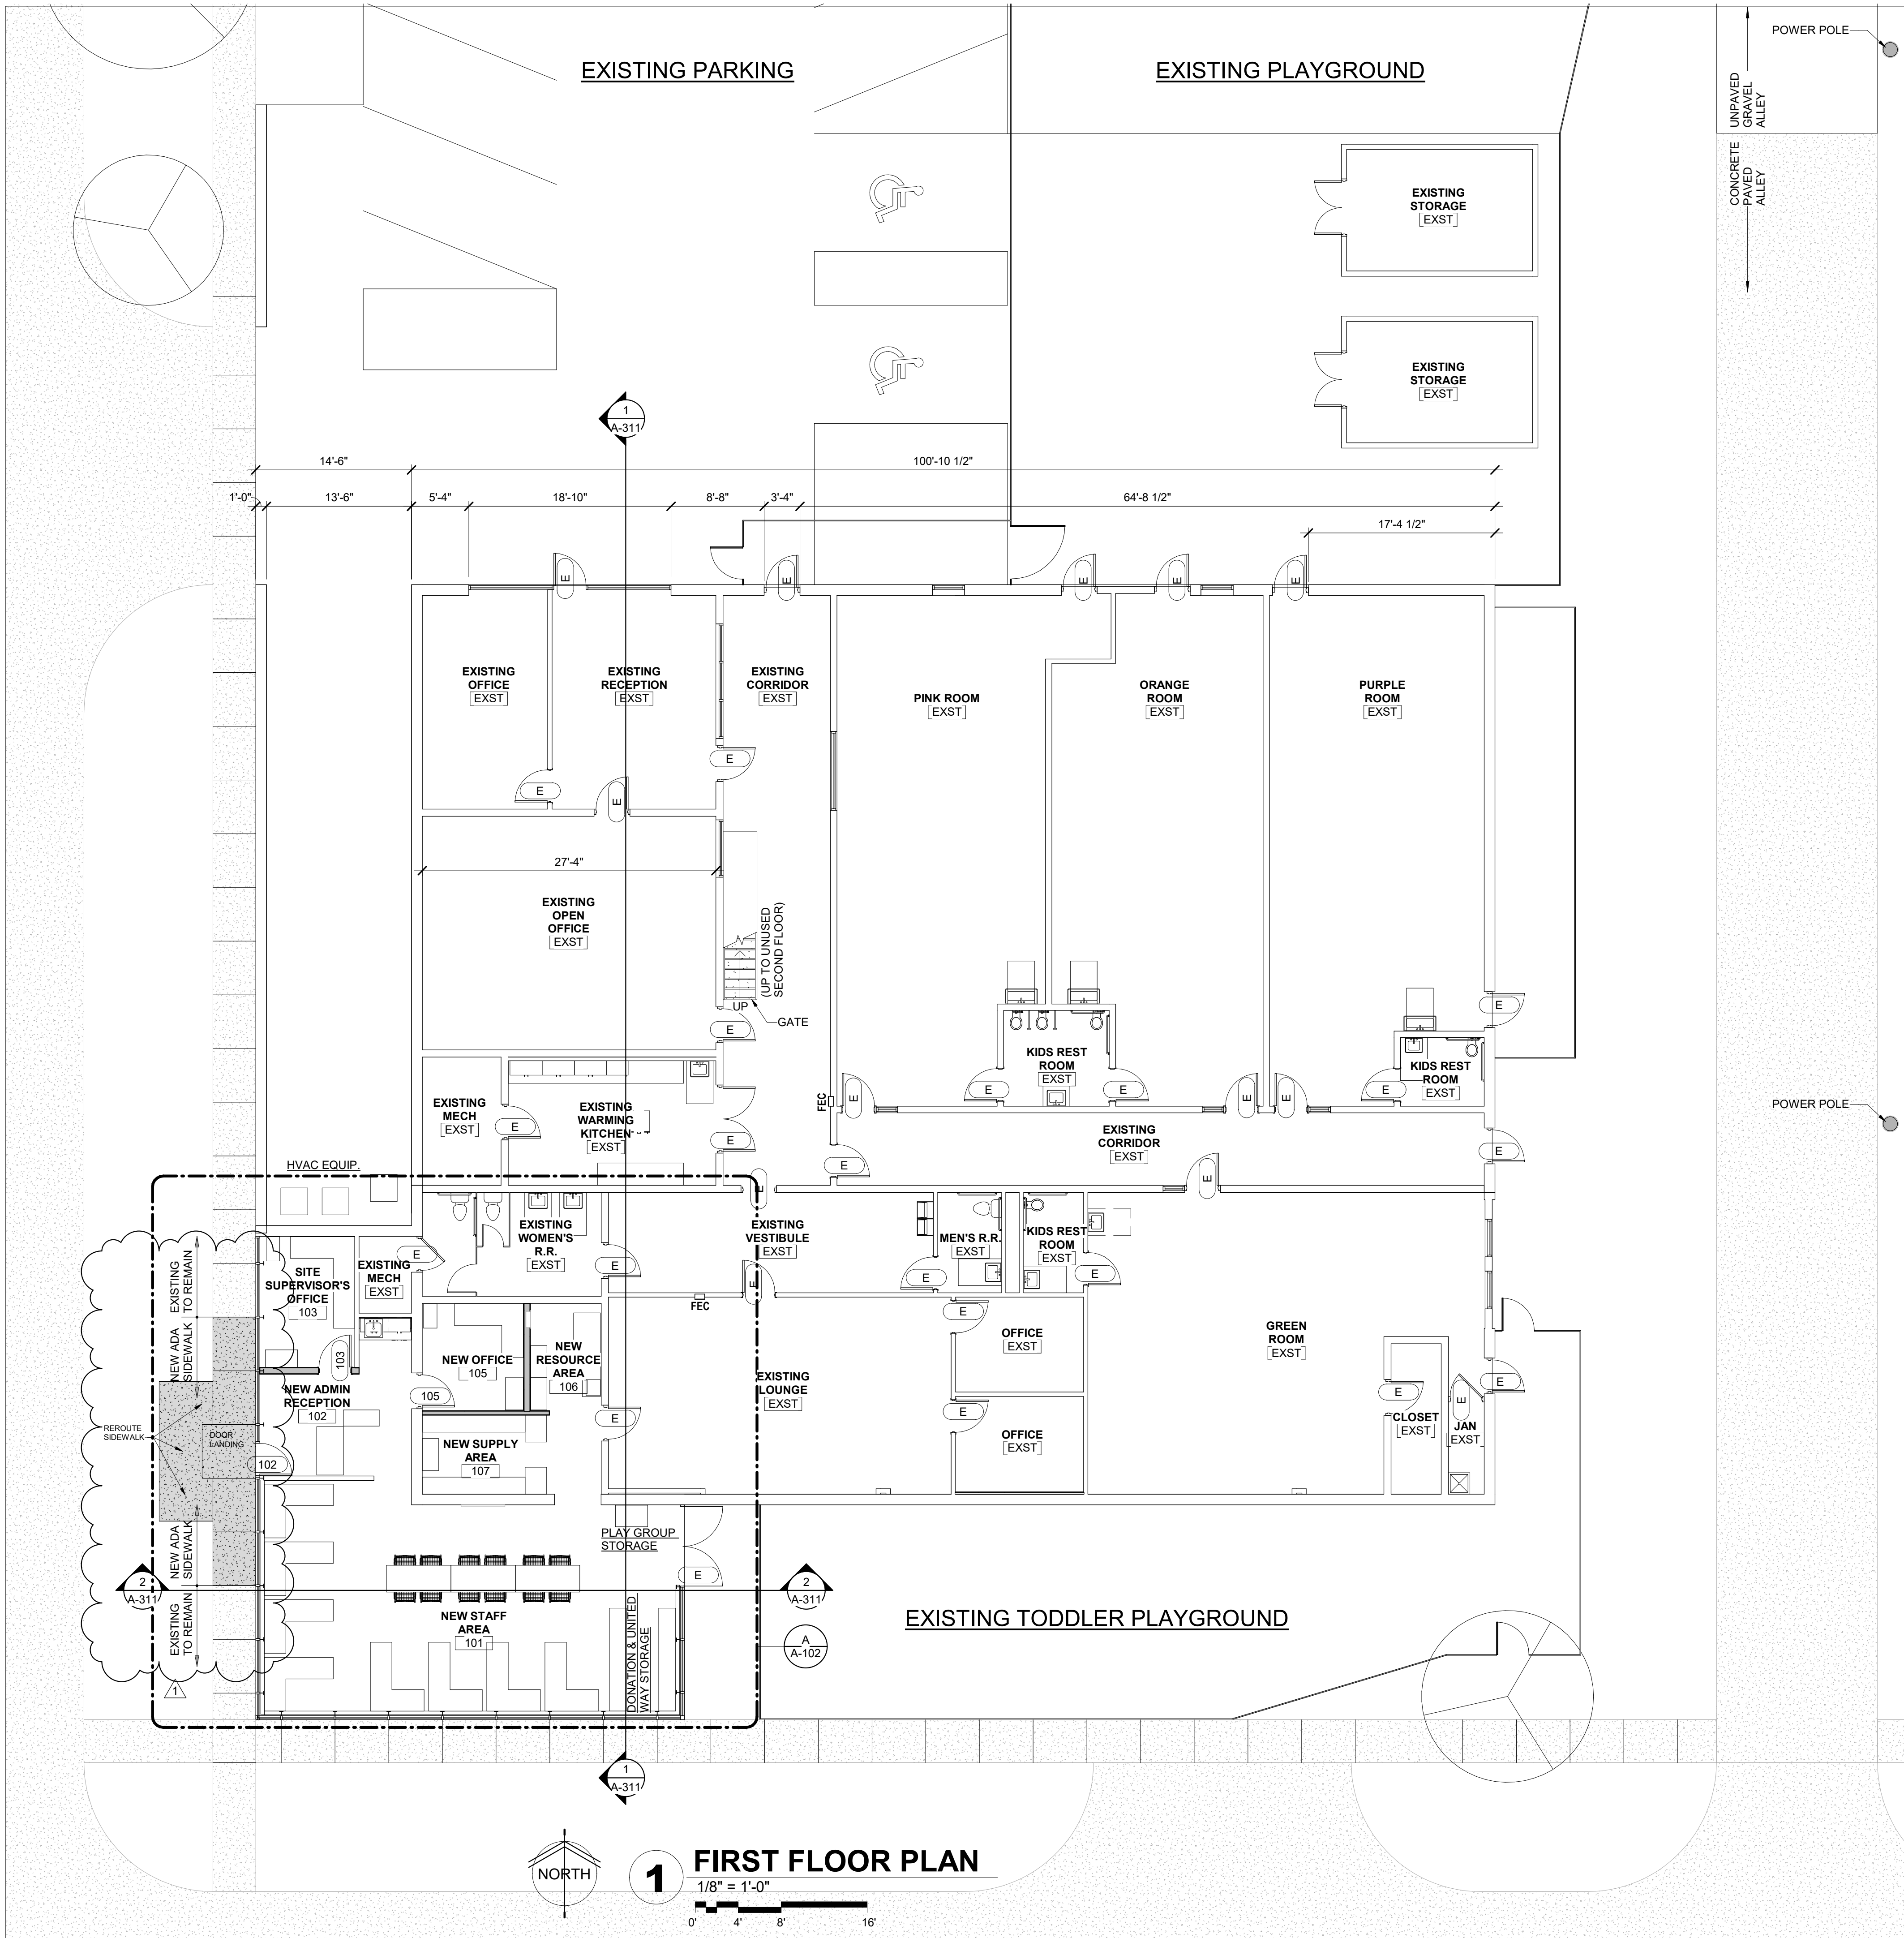 EXISTING PARKING
EXISTING PLAYGROUND
POWER POLE
UNPAVED
GRAVEL
ALLEY
CONCRETE
PAVED
ALLEY
EXISTING
STORAGE
EXST
EXISTING
STORAGE
EXST
1
A-311
14'-6"
100'-10 1/2"
1'-0"
13'-6"
5'-4"
18'-10"
8'-8"
3'-4"
64'-8 1/2"
17'-4 1/2"
E
E
E
E
E
EXISTING
OFFICE
EXST
EXISTING
RECEPTION
EXST
EXISTING
CORRIDOR
EXST
PINK ROOM
EXST
ORANGE
ROOM
EXST
PURPLE
ROOM
EXST
E
E
E
27'-4"
EXISTING
OPEN
OFFICE
EXST
(UP TO UNUSED
SECOND FLOOR)
UP
GATE
E
E
KIDS REST
ROOM
EXST
E
E
KIDS REST
ROOM
EXST
E
EXISTING
MECH
EXST
E
EXISTING
WARMING
KITCHEN
EXST
E
FEC
E
E
E
EXISTING
CORRIDOR
EXST
E
E
E
POWER POLE
HVAC EQUIP.
E
EXISTING
WOMEN'S
R.R.
EXST
E
EXISTING
VESTIBULE
EXST
E
MEN'S R.R.
EXST
E
KIDS REST
ROOM
EXST
E
EXISTING
TO REMAIN
SITE
SUPERVISOR'S
OFFICE
103
EXISTING
MECH
EXST
E
FEC
NEW ADA
SIDEWALK
103
NEW OFFICE
105
NEW
RESOURCE
AREA
106
OFFICE
EXST
E
GREEN
ROOM
EXST
NEW ADMIN
RECEPTION
102
105
EXISTING
LOUNGE
EXST
E
E
E
E
CLOSET
EXST
JAN
EXST
E
REROUTE
SIDEWALK
DOOR
LANDING
102
NEW SUPPLY
AREA
107
E
OFFICE
EXST
NEW ADA
SIDEWALK
PLAY GROUP
STORAGE
E
2
A-311
2
A-311
EXISTING
TO REMAIN
NEW STAFF
AREA
101
DONATION & UNITED
WAY STORAGE
A
A-102
EXISTING TODDLER PLAYGROUND
1
1
A-311
NORTH
1
FIRST FLOOR PLAN
1/8" = 1'-0"
0'
4'
8'
16'